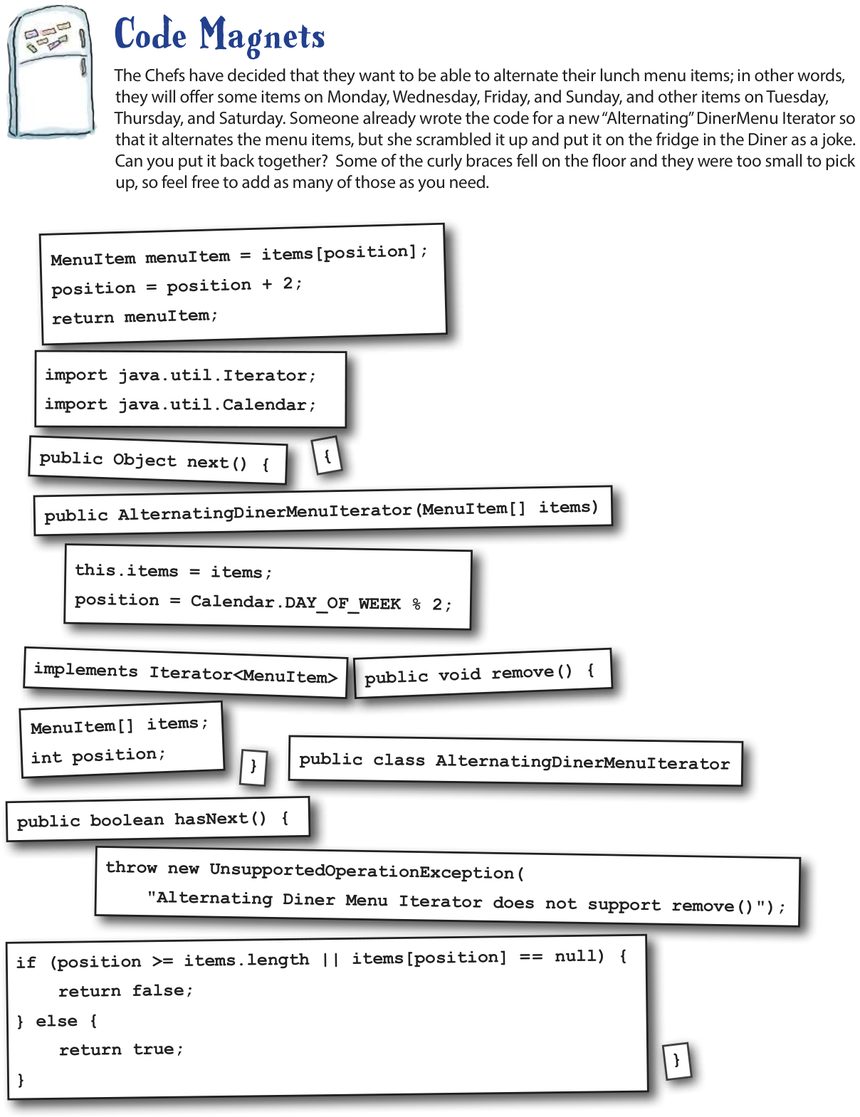 Code Magnets
The Chefs have decided that they want to be able to alternate their lunch menu items; in other words,
they will offer some items on Monday, Wednesday, Friday, and Sunday, and other items on Tuesday,
Thursday, and Saturday. Someone already wrote the code for a new “Alternating” DinerMenu Iterator so
that it alternates the menu items, but she scrambled it up and put it on the fridge in the Diner as a joke.
Can you put it back together? Some of the curly braces fell on the floor and they were too small to pick
up, so feel free to add as many of those as you need.
MenuItem menuItem = items[position];
position = position + 2;
return menuItem;
import java.util.Iterator;
import java.util.Calendar;
public Object next() {
{
public AlternatingDinerMenuIterator(MenuItem[] items)
this.items = items;
position = Calendar.DAY_OF_WEEK % 2;
implements Iterator<MenuItem>
public void remove() {
MenuItem[] items;
int position;
}
public class AlternatingDinerMenuIterator
public boolean hasNext() {
throw new UnsupportedOperationException(
"Alternating Diner Menu Iterator does not support remove()");
if (position >= items.length || items[position] == null) {
return false;
} else {
return true;
}
}